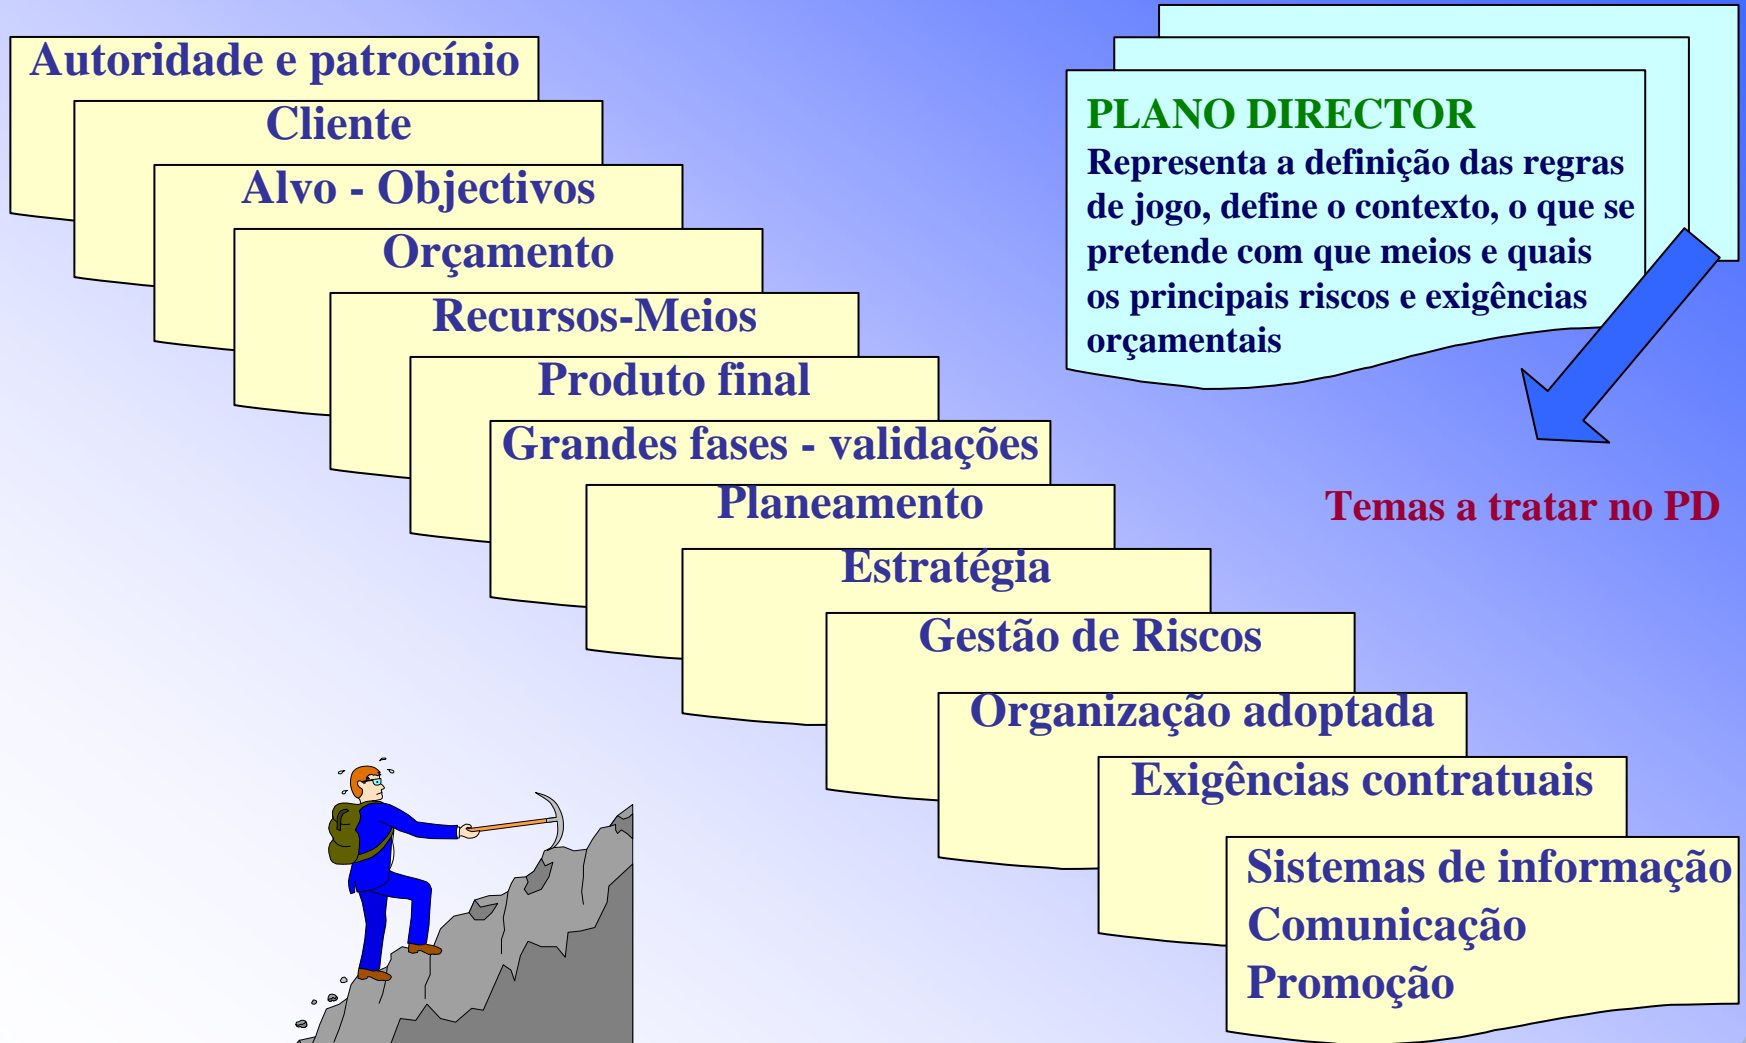 Autoridade e patrocínio
Cliente
Alvo - Objectivos
Orçamento
Recursos-Meios
Produto final
Grandes fases - validações
Planeamento
Estratégia
Gestão de Riscos
Organização adoptada
Exigências contratuais
Sistemas de informação
Comunicação
Promoção
PLANO DIRECTOR
Representa a definição das regras
de jogo, define o contexto, o que se
pretende com que meios e quais
os principais riscos e exigências
orçamentais
Temas a tratar no PD